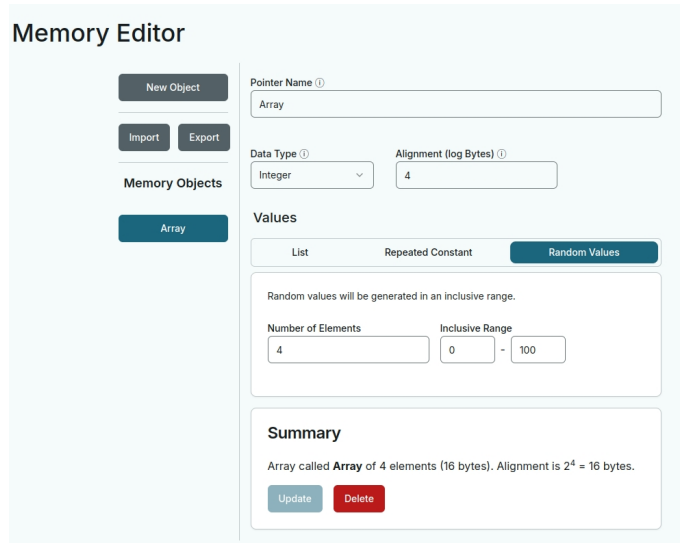 Memory Editor
New Object
Import Export
Memory Objects
Array
Pointer Name ⓘ
Array
Data Type ⓘ Alignment (log Bytes) ⓘ
Integer 4
Values
List Repeated Constant Random Values
Random values will be generated in an inclusive range.
Number of Elements Inclusive Range
4 0 - 100
Summary
Array called Array of 4 elements (16 bytes). Alignment is 2⁴ = 16 bytes.
Update Delete